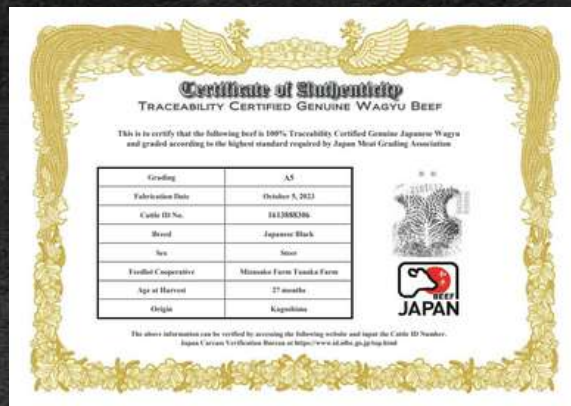 Certificate of Authenticity
TRACEABILITY CERTIFIED GENUINE WAGYU BEEF
This is to certify that the following beef is 100% Traceability Certified Genuine Japanese Wagyu
and graded according to the highest standard required by Japan Meat Grading Association
Grading A5
Fabrication Date October 5, 2023
Cattle ID No. 1613888306
Breed Japanese Black
Sex Steer
Feedlot Cooperative Farm Tanaka Farm
Age at Harvest 27 months
Origin Kagoshima
BEEF
JAPAN
The above information can be verified by accessing the following website and input the Cattle ID Number.
Japan Carcass Verification Bureau at https://www.id.nlbc.go.jp/top.html